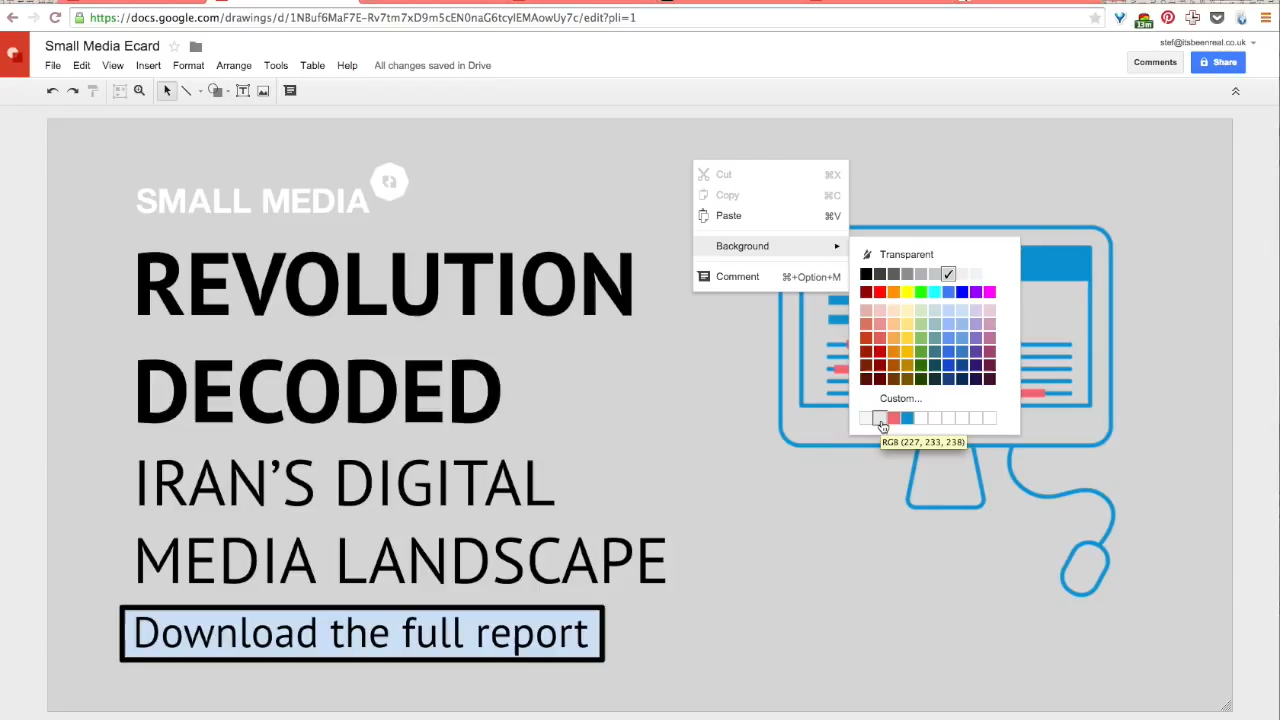 https://docs.google.com/drawings/d/1NBuf6MaF7E-Rv7tm7xD9m5cEN0naG6tcyIEMAowUy7c/edit?pli=1
13m
Small Media Ecard
stef@itsbeenreal.co.uk
File Edit View Insert Format Arrange Tools Table Help All changes saved in Drive
Comments Share
SMALL MEDIA
REVOLUTION
DECODED
IRAN'S DIGITAL
MEDIA LANDSCAPE
Download the full report
Cut ⌘X
Copy ⌘C
Paste ⌘V
Background
Comment ⌘+Option+M
Transparent
Custom...
RGB (227, 233, 238)